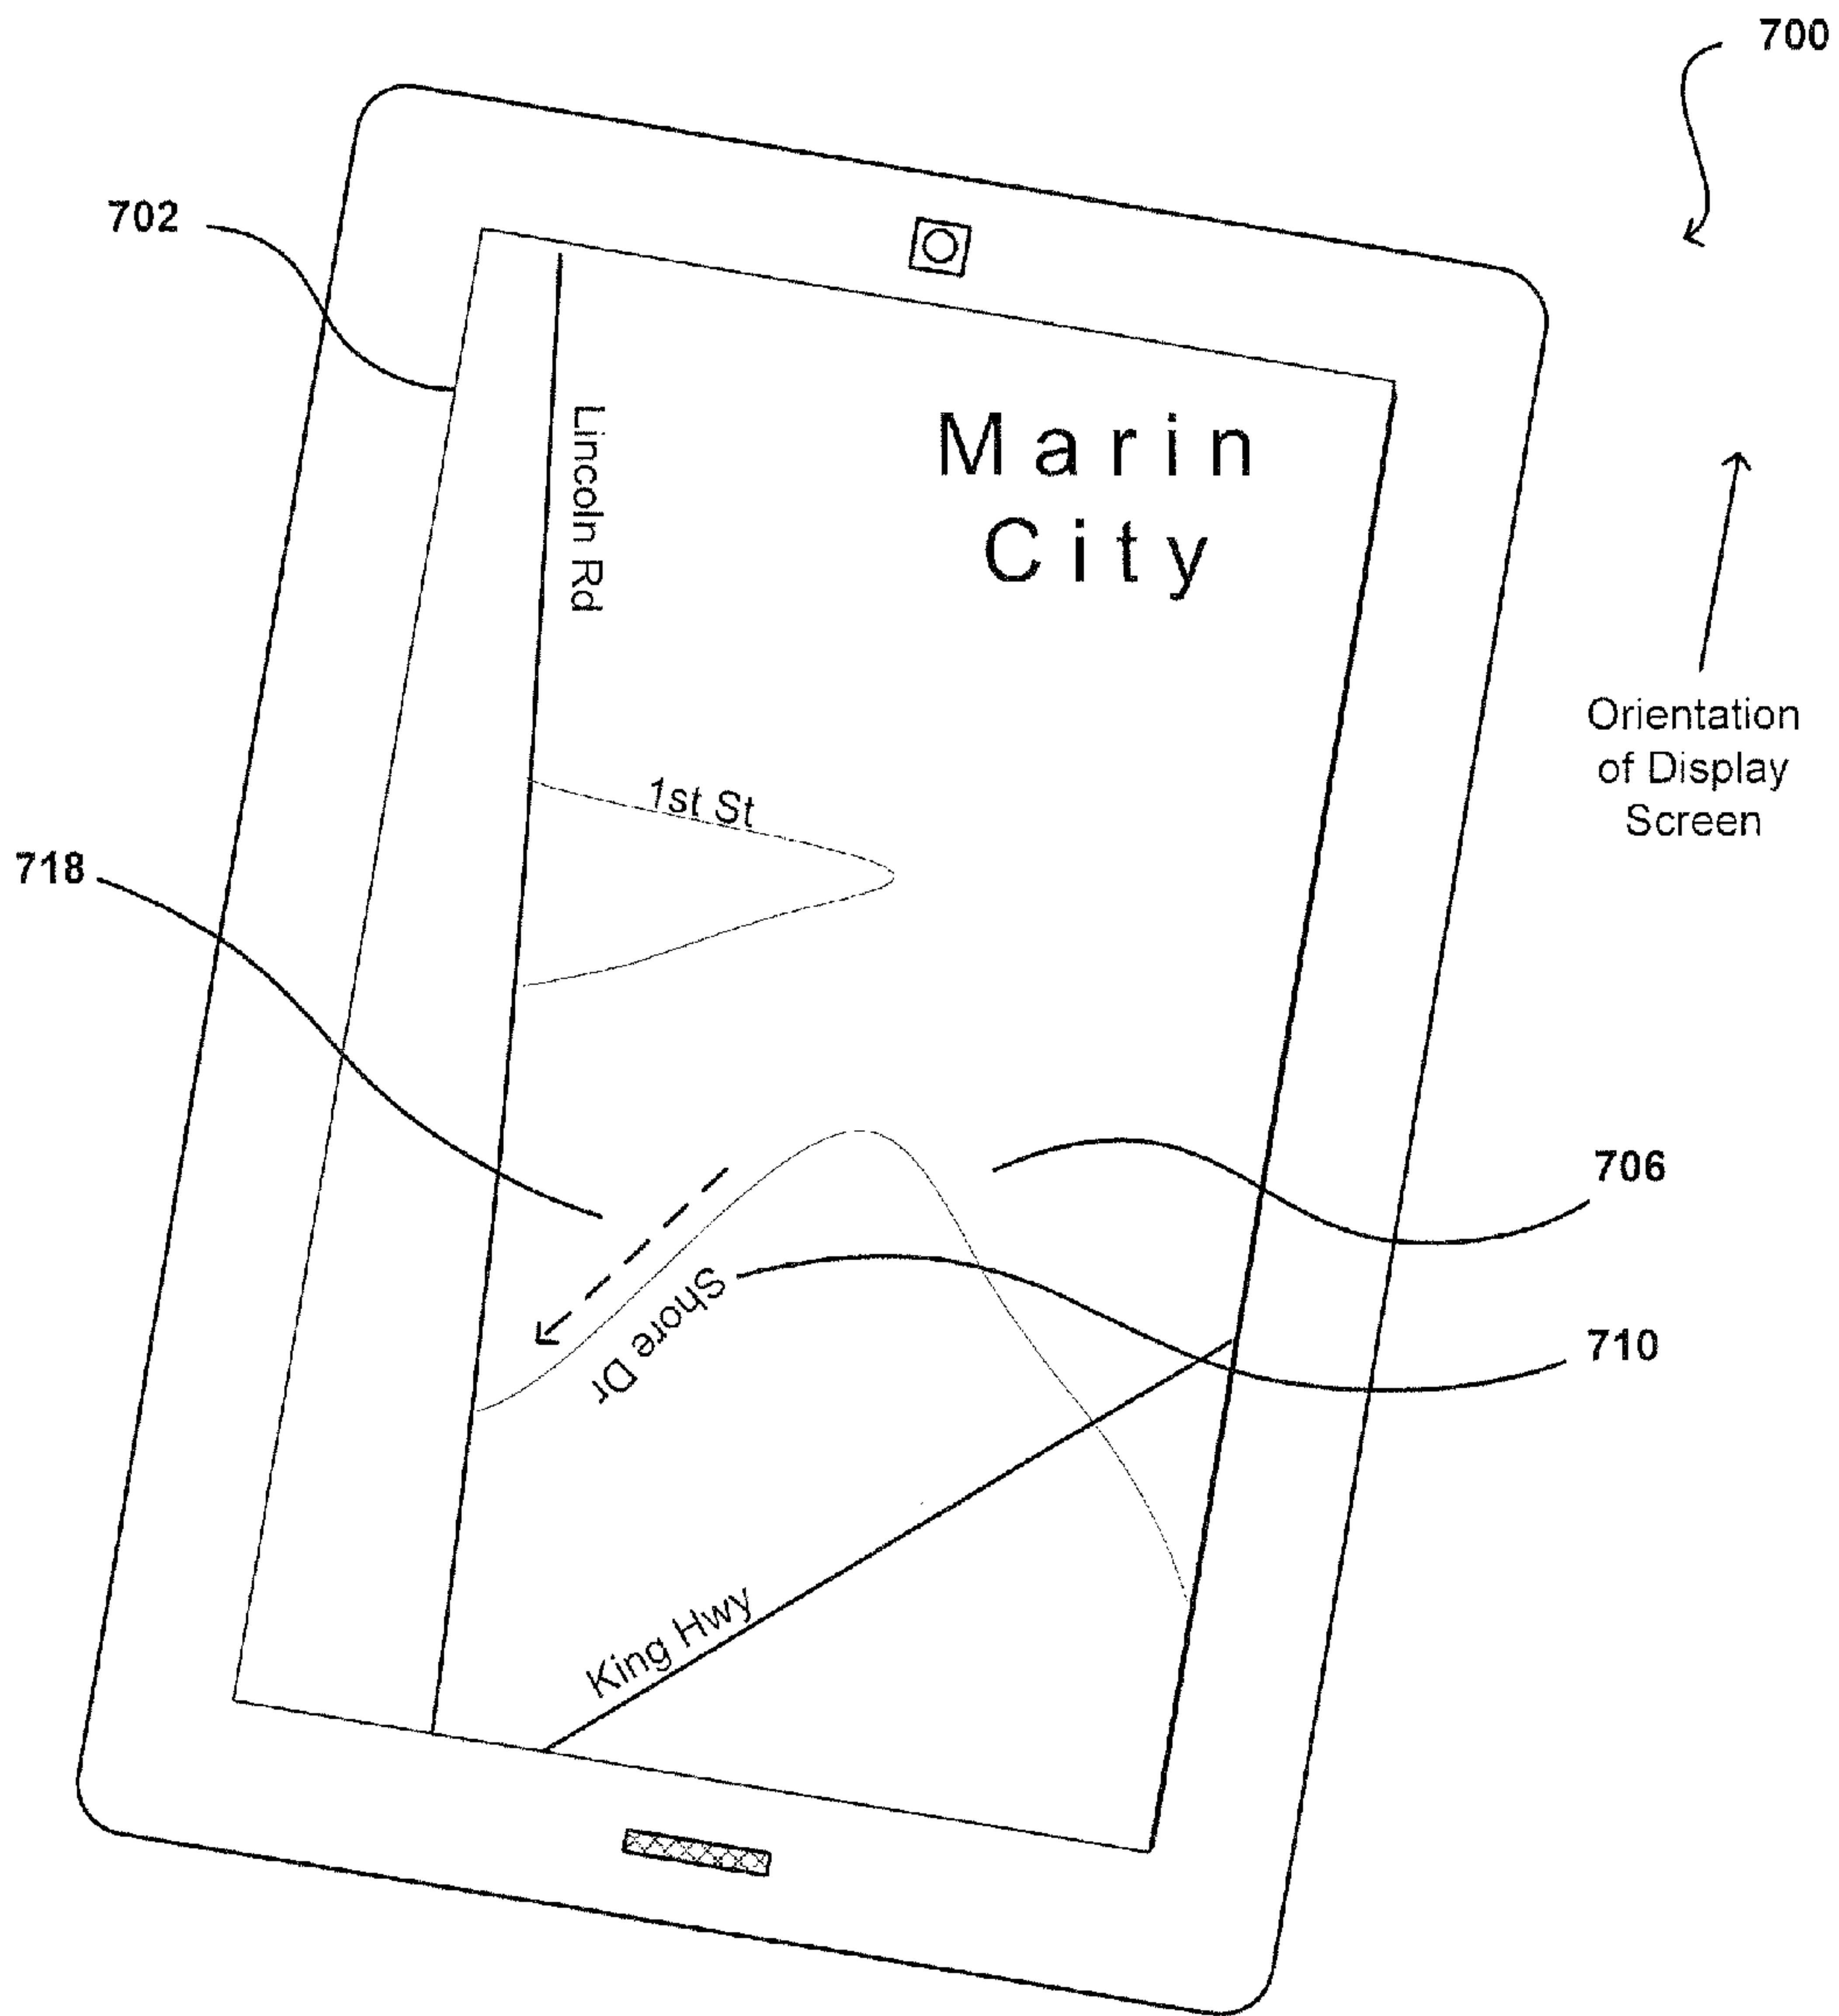 700
702
Marin
City
Lincoln Rd
Orientation
of Display
Screen
1st St
718
706
Shore Dr
710
King Hwy